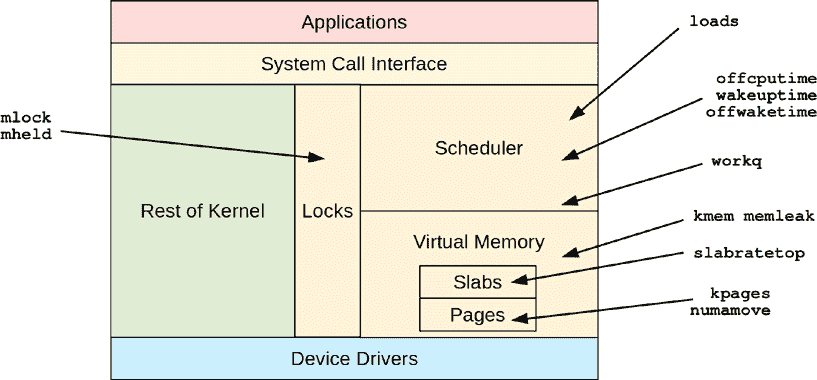 Applications
loads
System Call Interface
offcputime
wakeuptime
offwaketime
mlock
mheld
Scheduler
workq
Rest of Kernel
Locks
kmem memleak
Virtual Memory
slabratetop
Slabs
kpages
numamove
Pages
Device Drivers